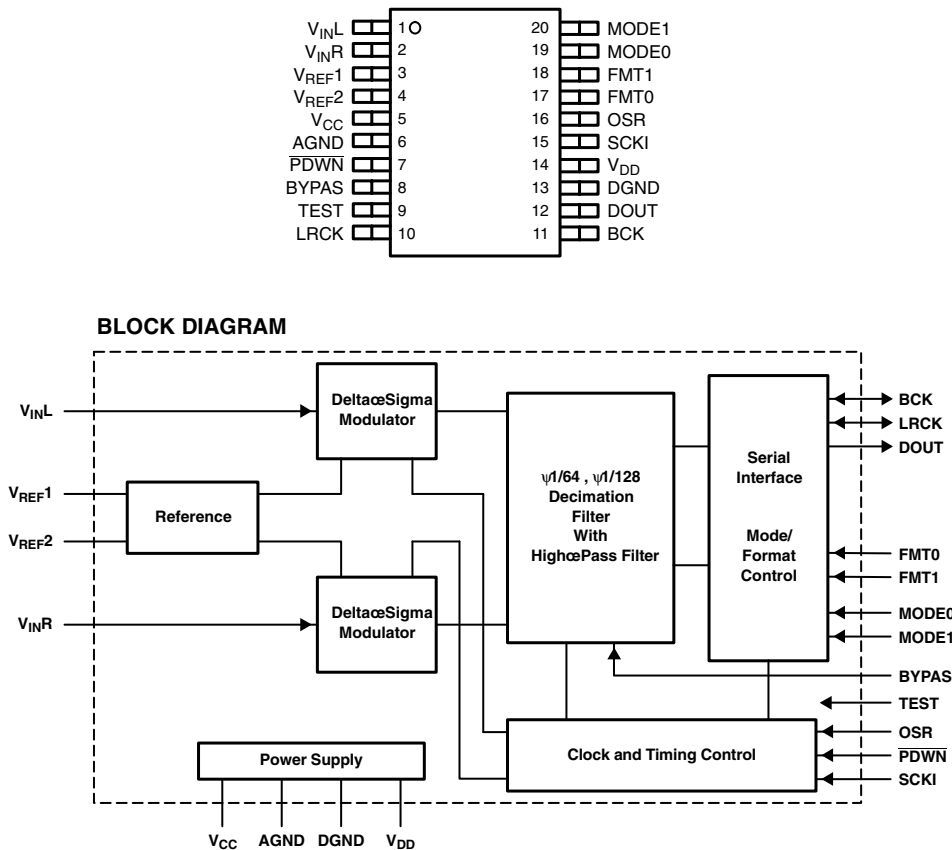 VINL 1 20 MODE1
VINR 2 19 MODE0
VREF1 3 18 FMT1
VREF2 4 17 FMT0
VCC 5 16 OSR
AGND 6 15 SCKI
PDWN 7 14 VDD
BYPAS 8 13 DGND
TEST 9 12 DOUT
LRCK 10 11 BCK
BLOCK DIAGRAM
VINL
VREF1
VREF2
VINR
Reference
DeltaœSigma
Modulator
DeltaœSigma
Modulator
ψ1/64 , ψ1/128
Decimation
Filter
With
HighœPass Filter
Serial
Interface
Mode/
Format
Control
BCK
LRCK
DOUT
FMT0
FMT1
MODE0
MODE1
BYPAS
TEST
OSR
PDWN
SCKI
Clock and Timing Control
Power Supply
VCC AGND DGND VDD